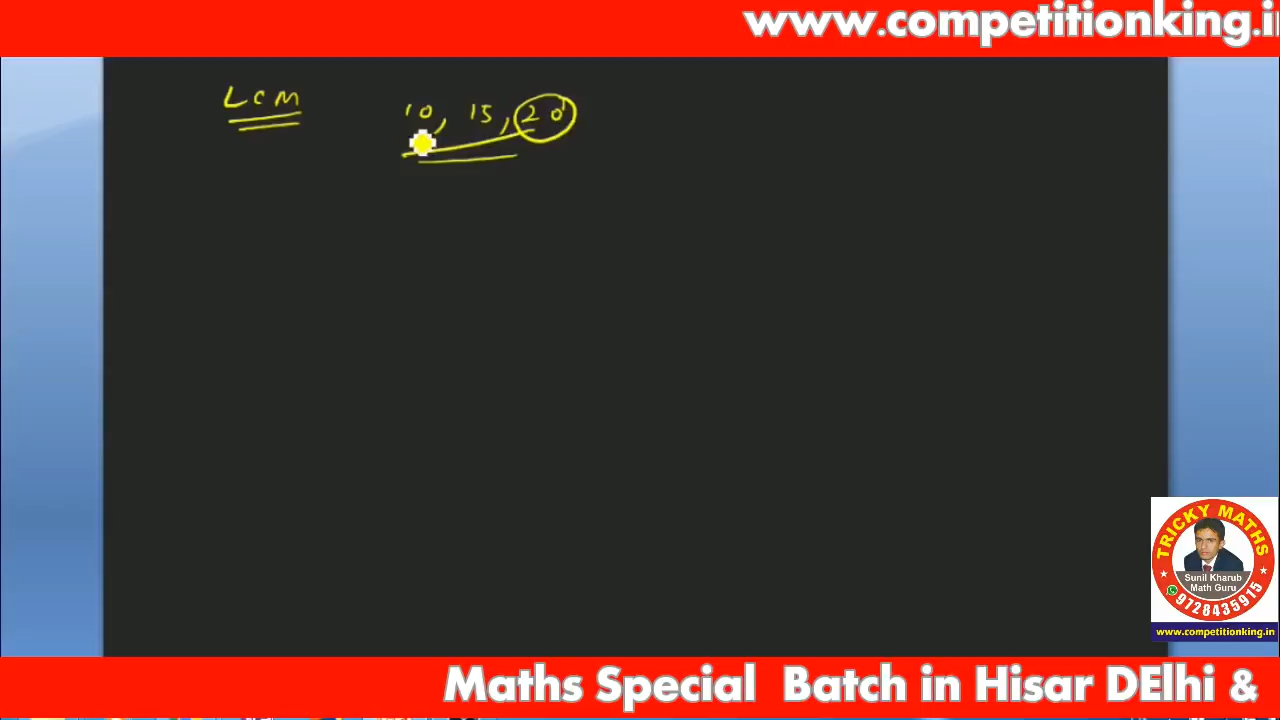 www.competitionking.i
LCM
10, 15, 20
TRICKY MATHS
Sunil Kharub
Math Guru
9728435915
www.competitionking.in
Maths Special Batch in Hisar DElhi &